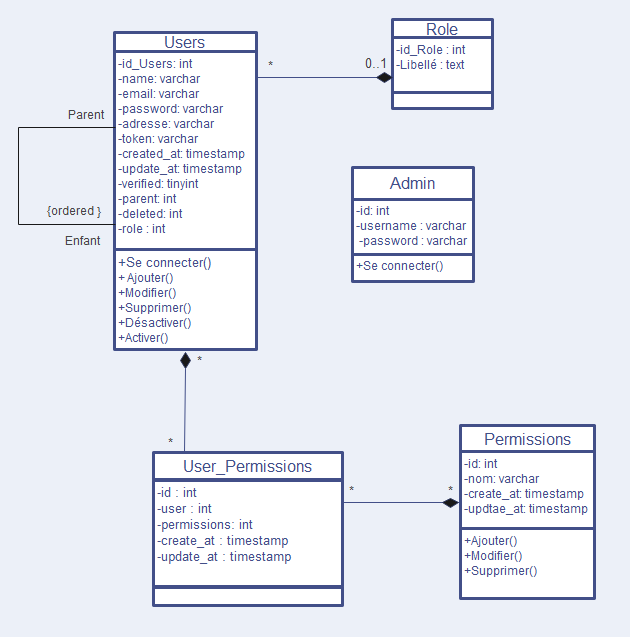 Users
-id_Users: int
-name: varchar
-email: varchar
-password: varchar
-adresse: varchar
-token: varchar
-created_at: timestamp
-update_at: timestamp
-verified: tinyint
-parent: int
-deleted: int
-role : int
+Se connecter()
+ Ajouter()
+Modifier()
+Supprimer()
+Désactiver()
+Activer()
Parent
{ordered }
Enfant
*
0..1
Role
-id_Role : int
-Libellé : text
Admin
-id: int
-username : varchar
-password : varchar
+Se connecter()
*
*
User_Permissions
-id : int
-user : int
-permissions: int
-create_at : timestamp
-update_at : timestamp
*
*
Permissions
-id: int
-nom: varchar
-create_at: timestamp
-updtae_at: timestamp
+Ajouter()
+Modifier()
+Supprimer()